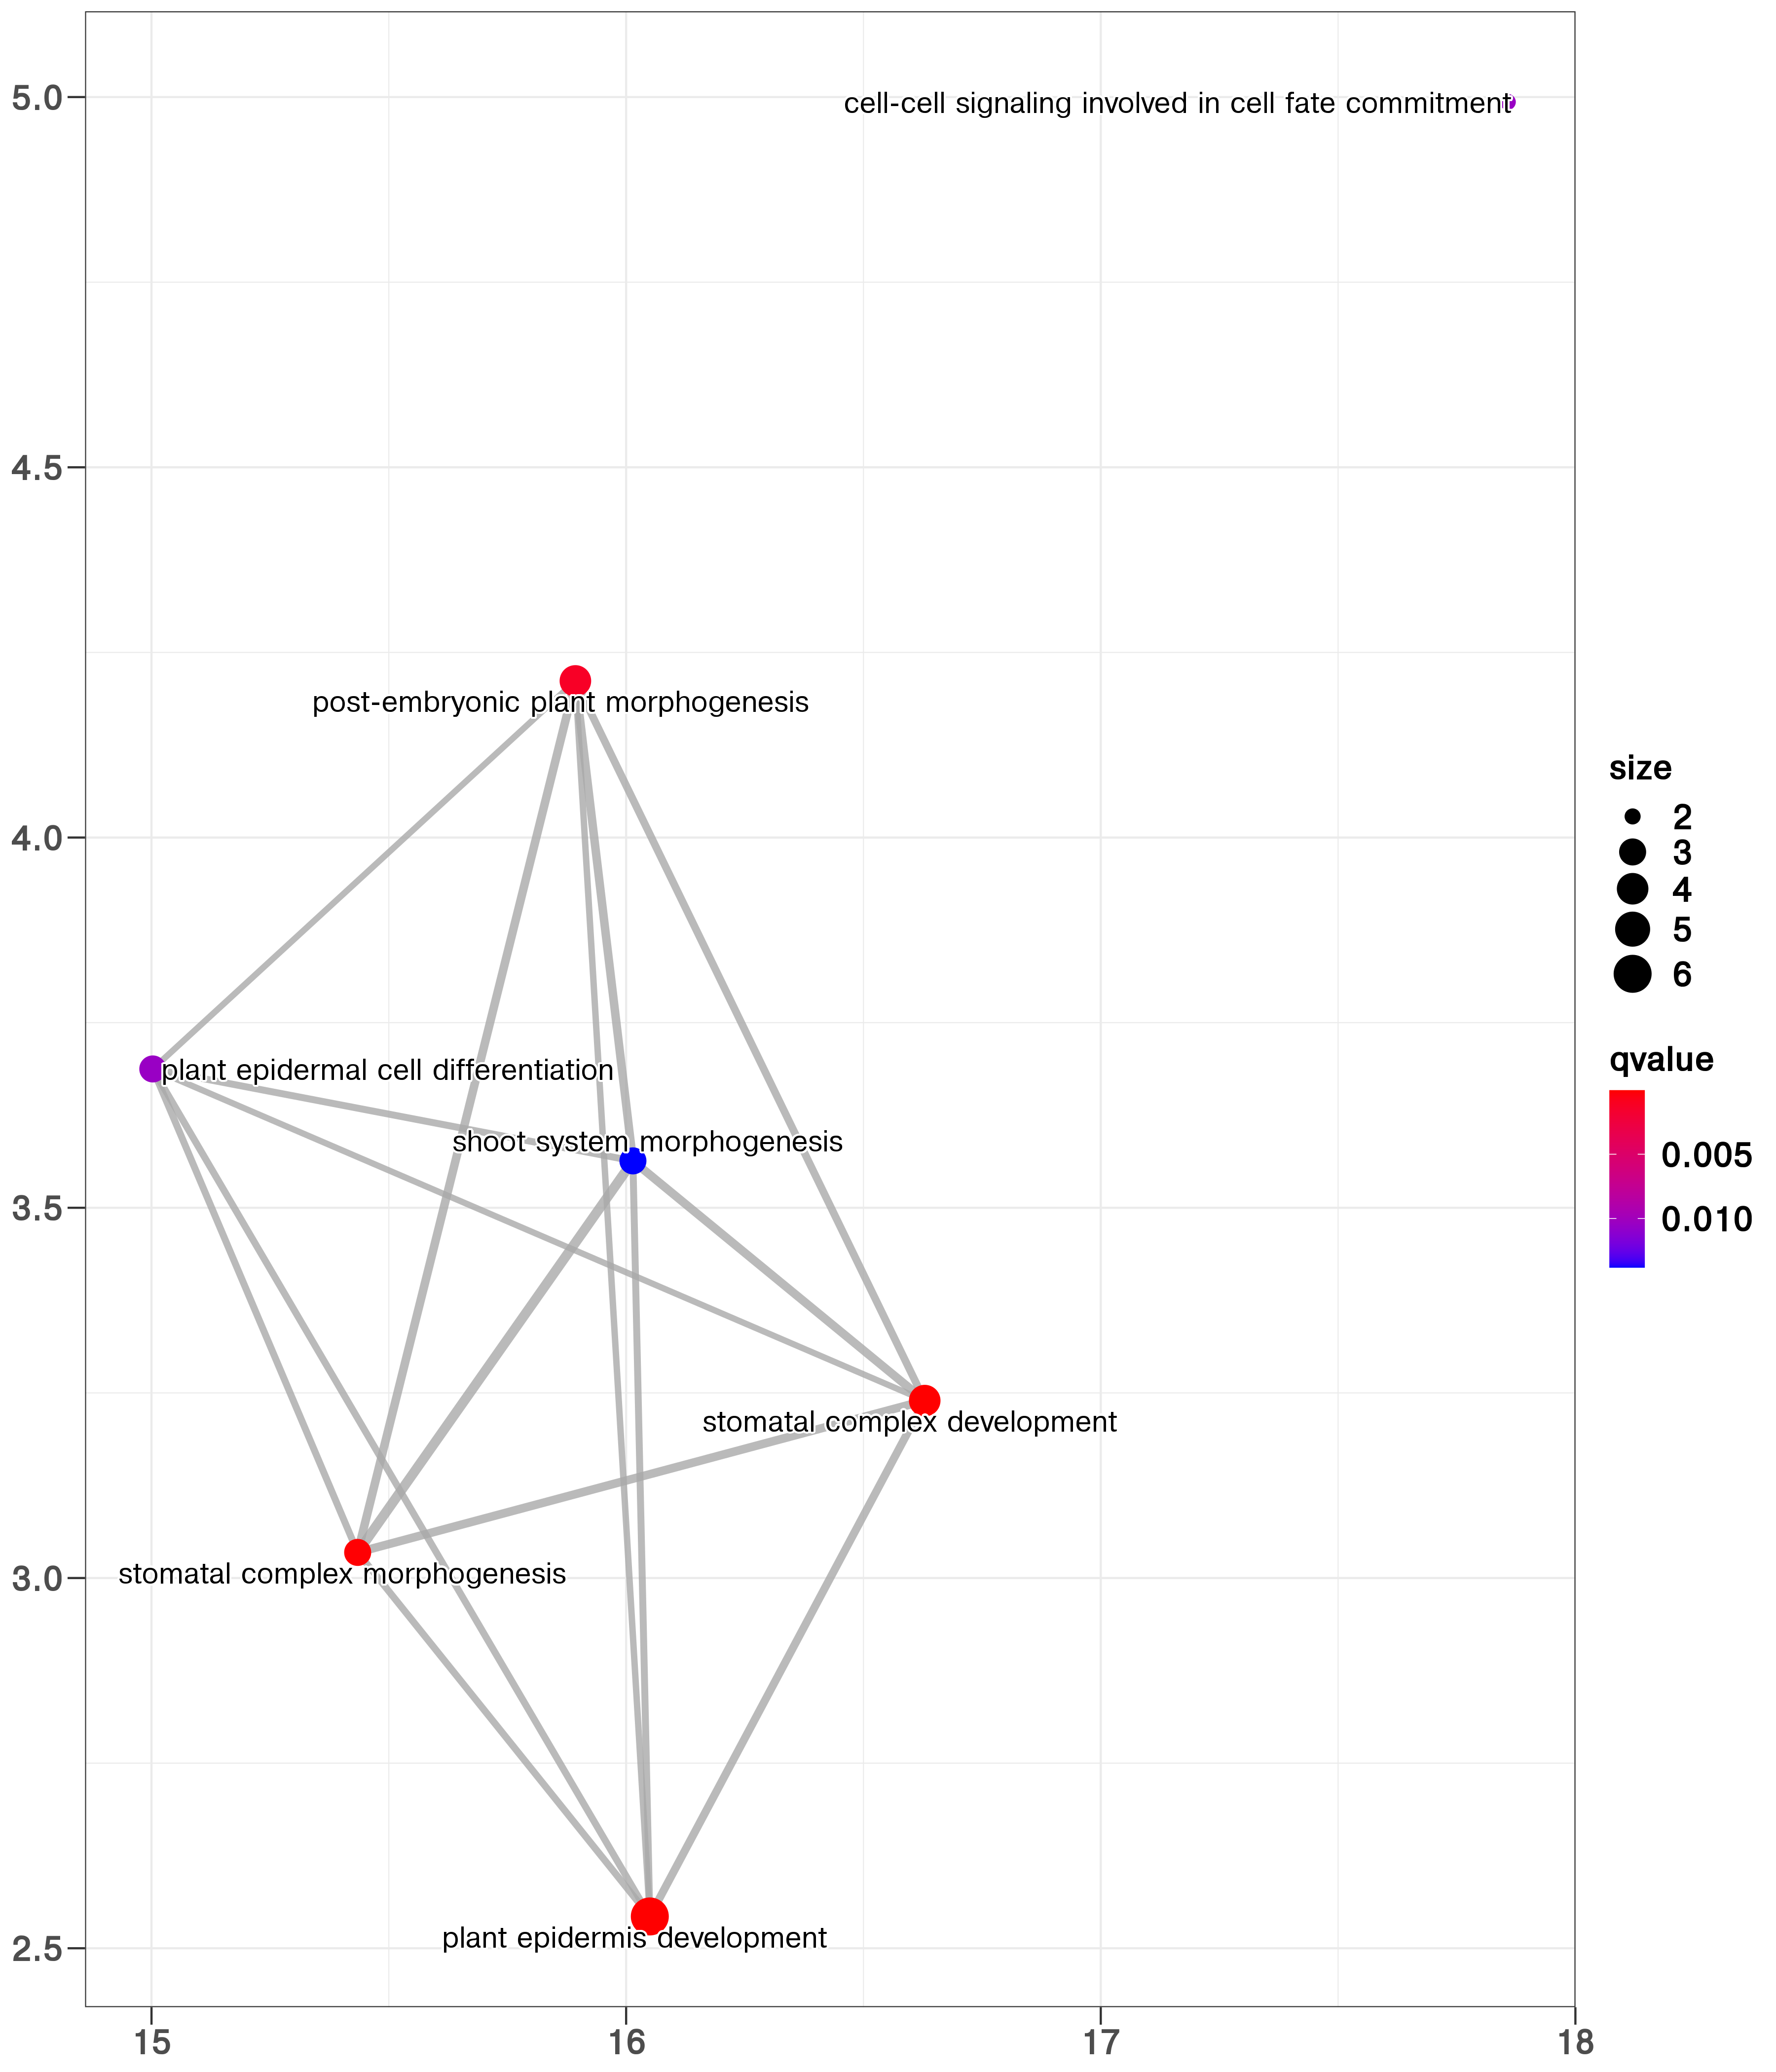 5.0
cell-cell signaling involved in cell fate commitment
4.5
post-embryonic plant morphogenesis
size
2
4.0
3
4
5
6
qvalue
plant epidermal cell differentiation
shoot system morphogenesis
0.005
3.5
0.010
stomatal complex development
3.0
stomatal complex morphogenesis
plant epidermis development
2.5
15 16 17 18